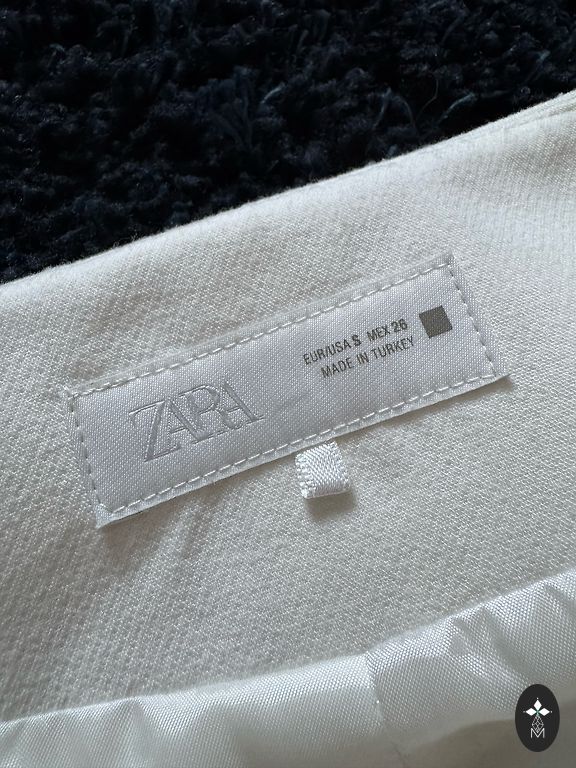 ZARA
EUR/USA S MEX 26
MADE IN TURKEY
M